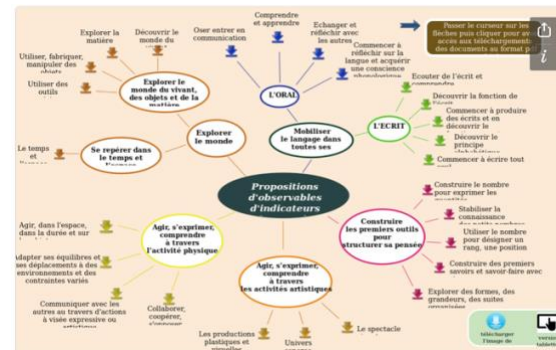 Comprendre
et apprendre
Explorer la
matière
Découvrir le
monde du
Oser entrer en
communication
Echanger et
réfléchir avec
les autres
Passer le curseur sur les
flèches puis cliquer pour av
accès aux téléchargements
des documents au format p
Utiliser, fabriquer,
manipuler des
objets
Commencer à
réfléchir sur la
langue et acquérir
une conscience
Utiliser des
outils
Explorer le
monde du vivant,
des objets et de la
matière
L'ORAL
Ecouter de l'écrit et
comprendre
Découvrir la fonction de
Commencer à produire
des écrits et en
découvrir le
L'ECRIT
Découvrir le
principe
Commencer à écrire tout
Explorer
le monde
Mobiliser
le langage dans
toutes ses
Le temps
et
Se repérer dans
le temps et
Propositions
d'observables
d'indicateurs
Construire le nombre
pour exprimer les
Stabiliser la
connaissance
Utiliser le nombre
pour désigner un
rang, une position
Construire des premiers
savoirs et savoir-faire avec
Explorer des formes, des
grandeurs, des suites
Construire
les premiers outils
pour
structurer sa pensée
Agir, dans l'espace,
dans la durée et sur
Agir, s'exprimer,
comprendre
à travers
l'activité physique
Adapter ses équilibres et
ses déplacements à des
environnements et des
contraintes variés
Communiquer avec les
autres au travers d'actions
à visée expressive ou
artistique
Collaborer,
coopérer,
Agir, s'exprimer,
comprendre
à travers
les activités artistiques
Les productions
plastiques et
Univers
Le spectacle
télécharger
l'image de